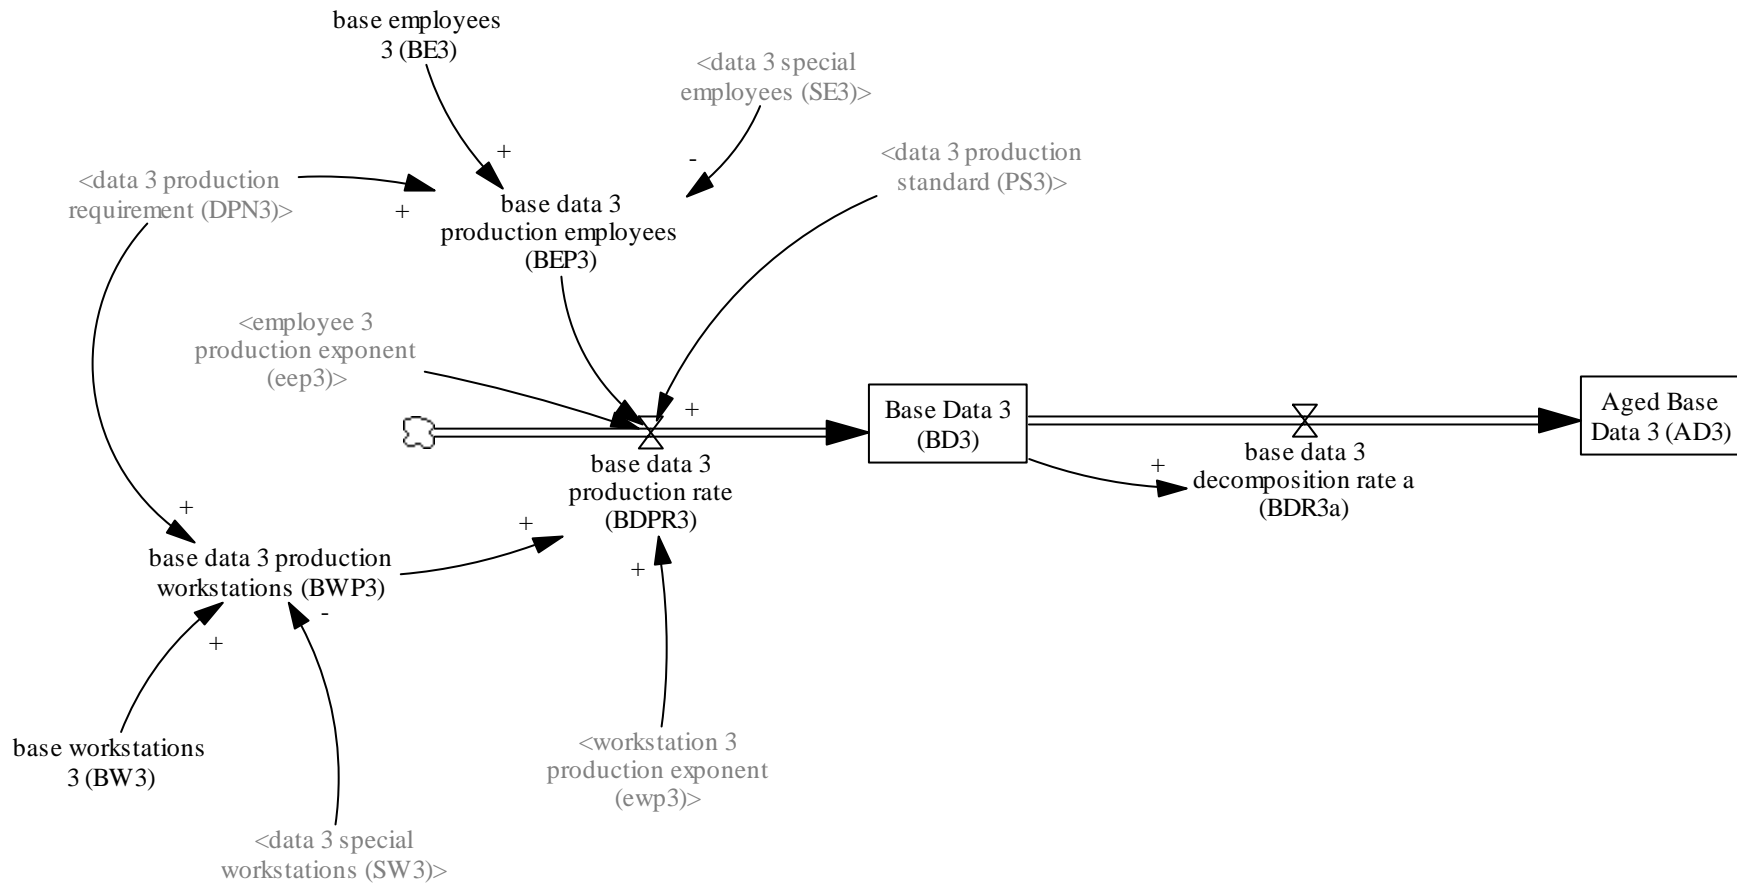 base employees
3 (BE3)
<data 3 special
employees (SE3)>
<data 3 production
standard (PS3)>
+
-
<data 3 production
requirement (DPN3)>
+
base data 3
production employees
(BEP3)
<employee 3
production exponent
(eep3)>
+
Base Data 3
(BD3)
Aged Base
Data 3 (AD3)
base data 3
production rate
(BDPR3)
base data 3
decomposition rate a
(BDR3a)
+
+
+
base data 3 production
workstations (BWP3)
+
-
+
base workstations
3 (BW3)
<workstation 3
production exponent
(ewp3)>
<data 3 special
workstations (SW3)>